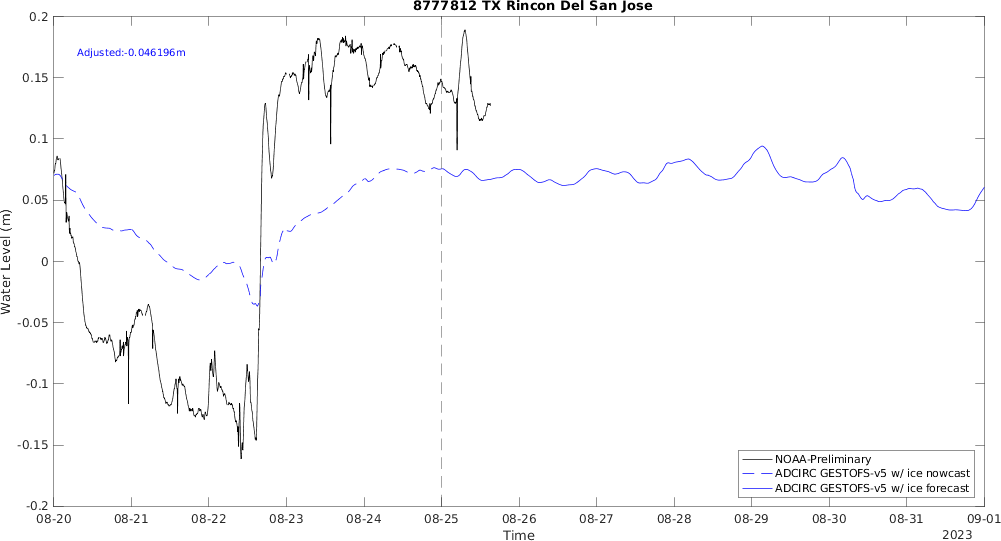 8777812 TX Rincon Del San Jose
Adjusted:-0.046196m
0.2
0.15
0.1
0.05
0
-0.05
-0.1
-0.15
-0.2
Water Level (m)
NOAA-Preliminary
ADCIRC GESTOFS-v5 w/ ice nowcast
ADCIRC GESTOFS-v5 w/ ice forecast
08-20 08-21 08-22 08-23 08-24 08-25 08-26 08-27 08-28 08-29 08-30 08-31 09-01
Time
2023